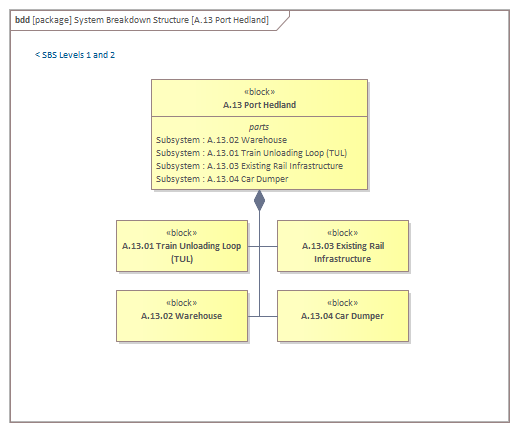 bdd [package] System Breakdown Structure [A.13 Port Hedland]
< SBS Levels 1 and 2
«block»
A.13 Port Hedland
parts
Subsystem : A.13.02 Warehouse
Subsystem : A.13.01 Train Unloading Loop (TUL)
Subsystem : A.13.03 Existing Rail Infrastructure
Subsystem : A.13.04 Car Dumper
«block»
A.13.01 Train Unloading Loop
(TUL)
«block»
A.13.03 Existing Rail
Infrastructure
«block»
A.13.02 Warehouse
«block»
A.13.04 Car Dumper